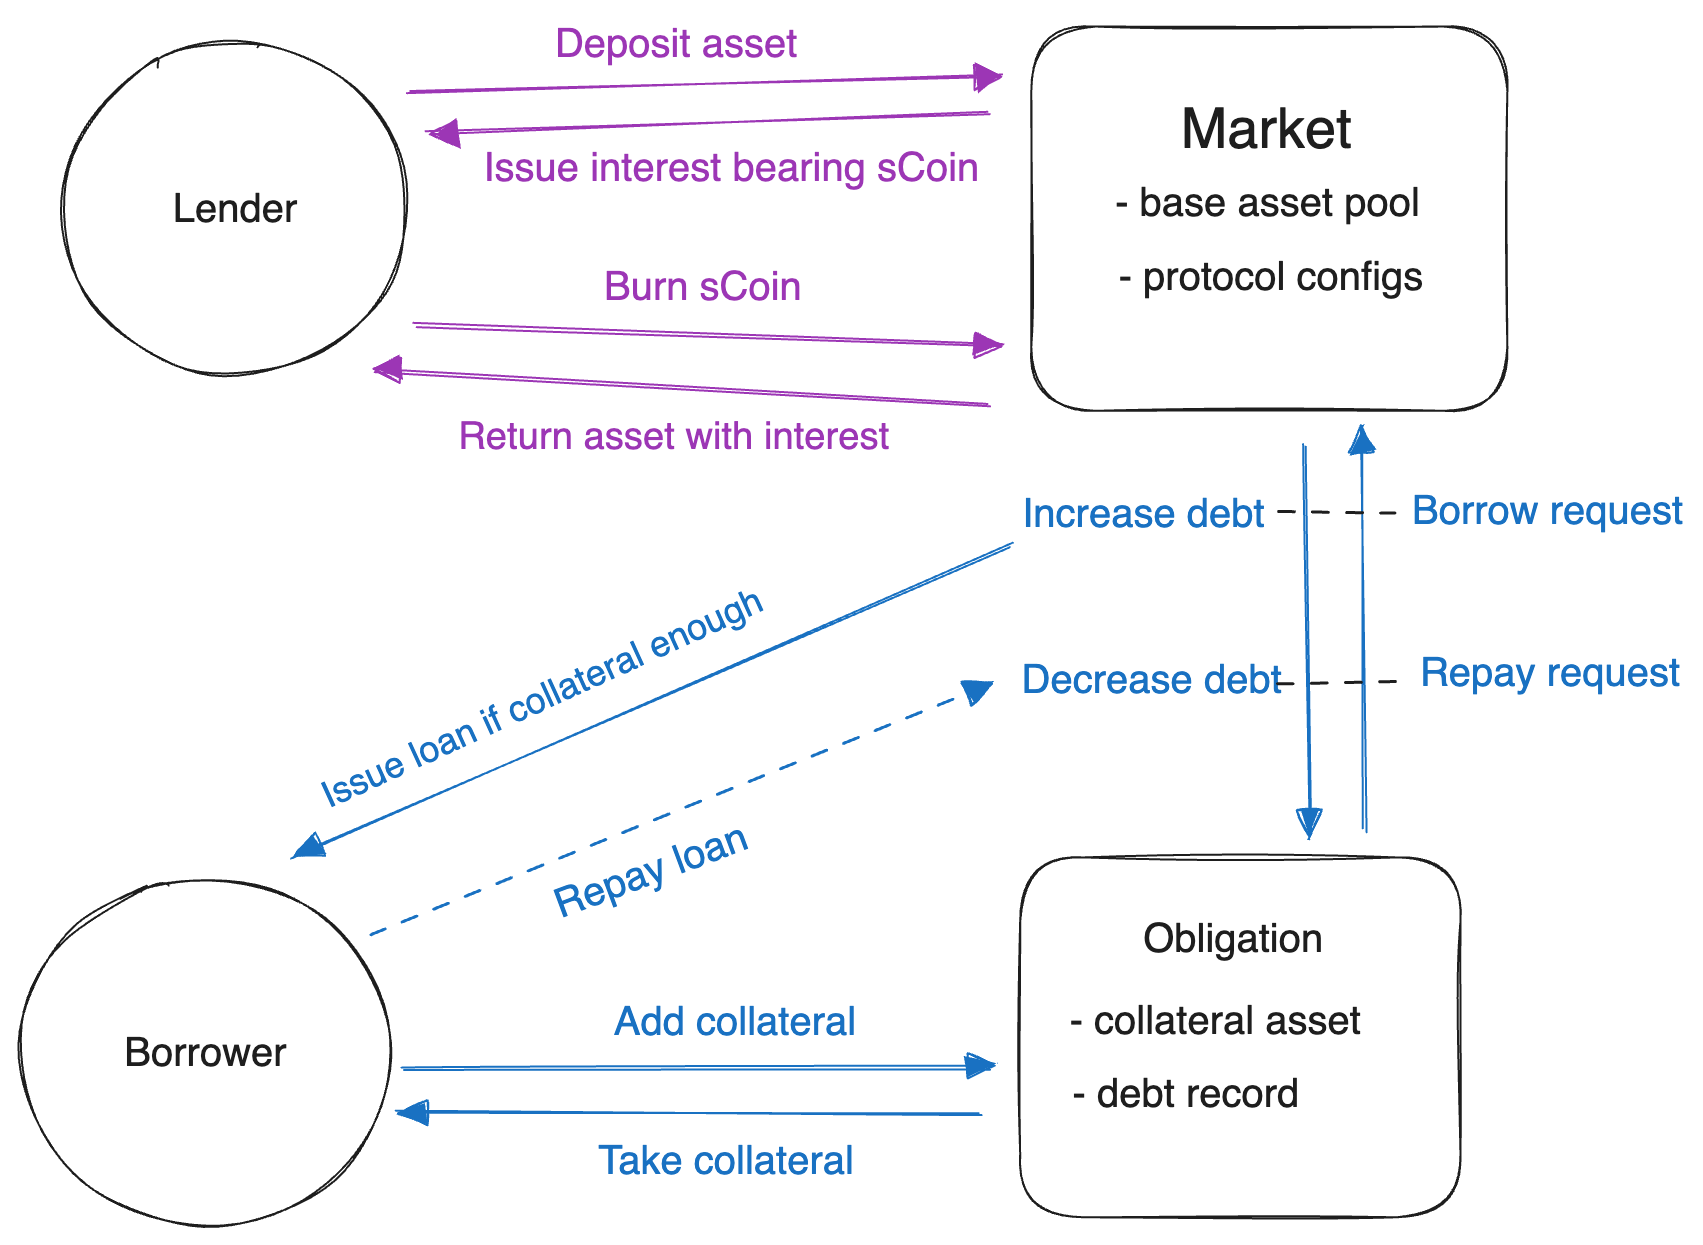 Deposit asset
Issue interest bearing sCoin
Lender
Market
- base asset pool
- protocol configs
Burn sCoin
Return asset with interest
Increase debt
Borrow request
Issue loan if collateral enough
Decrease debt
Repay request
Repay loan
Borrower
Add collateral
Take collateral
Obligation
- collateral asset
- debt record